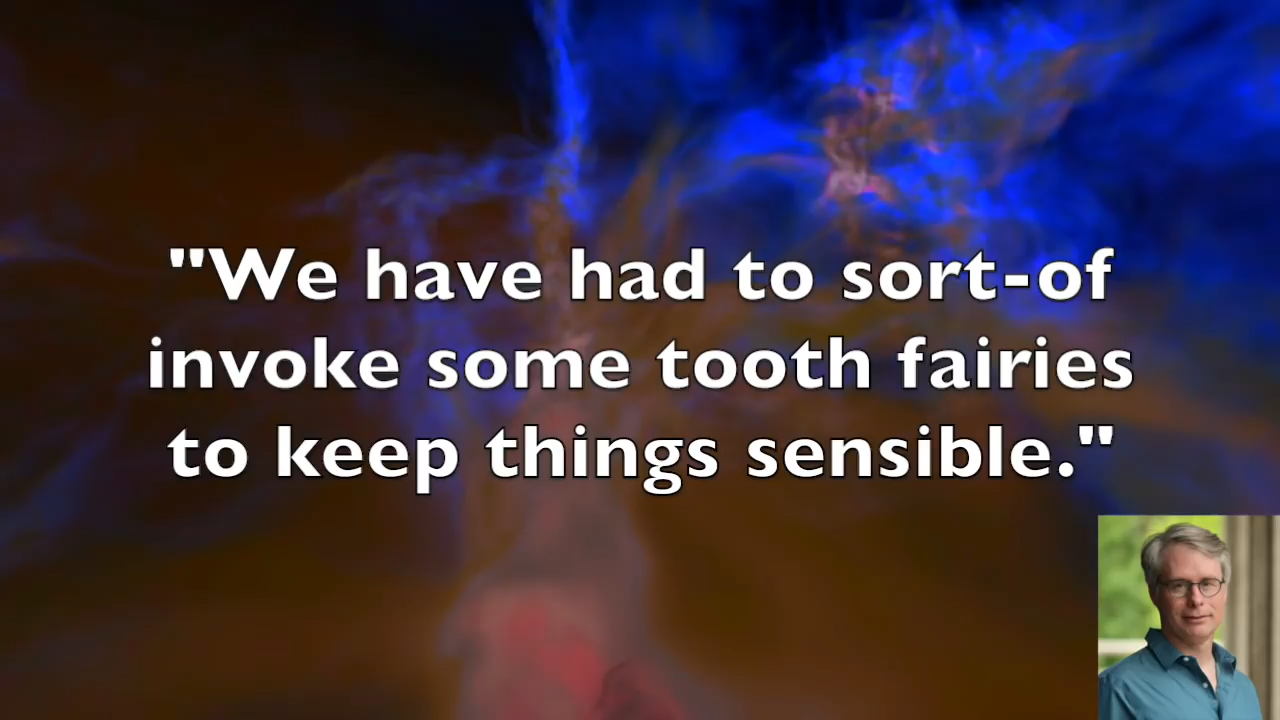 "We have had to sort-of
invoke some tooth fairies
to keep things sensible."